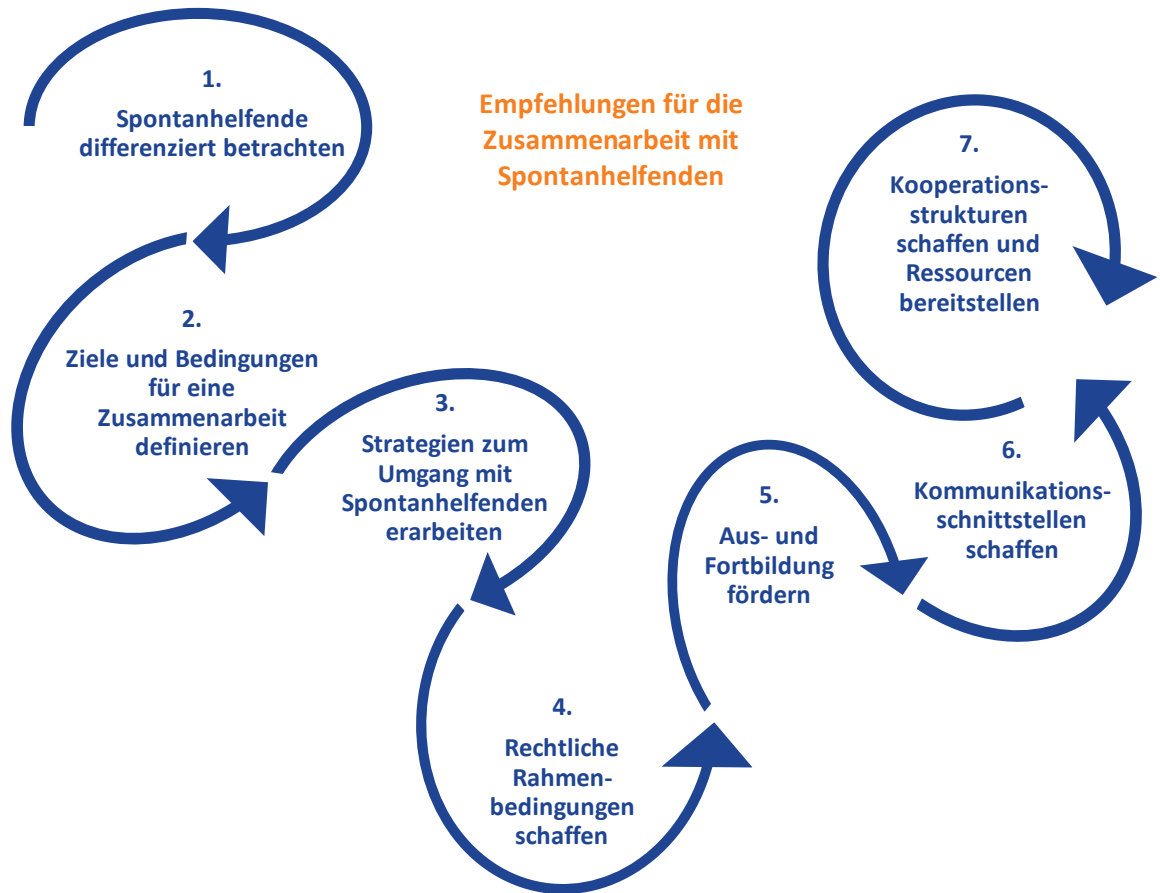 Empfehlungen für die
Zusammenarbeit mit
Spontanhelfenden
1.
Spontanhelfende
differenziert betrachten
2.
Ziele und Bedingungen
für eine
Zusammenarbeit
definieren
3.
Strategien zum
Umgang mit
Spontanhelfenden
erarbeiten
4.
Rechtliche
Rahmen-
bedingungen
schaffen
5.
Aus- und
Fortbildung
fördern
6.
Kommunikations-
schnittstellen
schaffen
7.
Kooperations-
strukturen
schaffen und
Ressourcen
bereitstellen